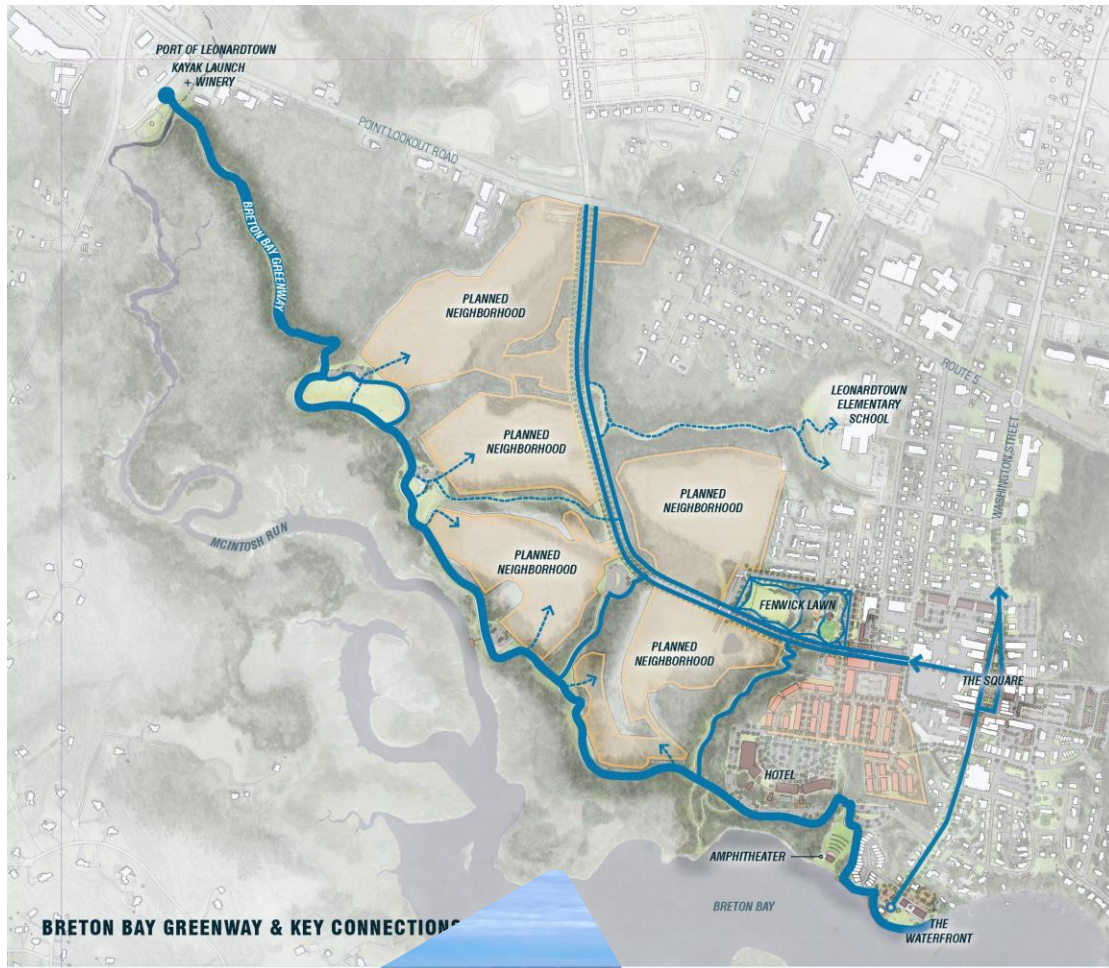 PORT OF LEONARDTOWN
KAYAK LAUNCH
+ WINERY
POINT LOOKOUT ROAD
BRETON BAY GREENWAY
PLANNED
NEIGHBORHOOD
LEONARDTOWN
ELEMENTARY
SCHOOL
ROUTE 5
WASHINGTON STREET
PLANNED
NEIGHBORHOOD
PLANNED
NEIGHBORHOOD
MCINTOSH RUN
PLANNED
NEIGHBORHOOD
FENWICK LAWN
PLANNED
NEIGHBORHOOD
THE SQUARE
HOTEL
AMPHITHEATER
BRETON BAY
THE
WATERFRONT
BRETON BAY GREENWAY & KEY